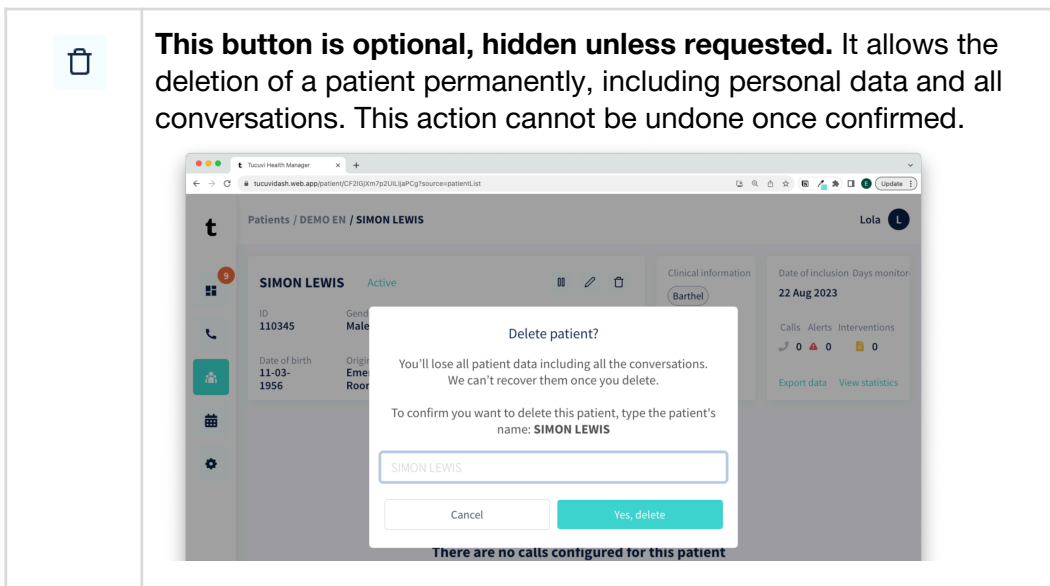 This button is optional, hidden unless requested. It allows the
deletion of a patient permanently, including personal data and all
conversations. This action cannot be undone once confirmed.
t Tucuvi Health Manager
tucuvidash.web.app/patient/CF2IGjXm7p2UILIjaPCg?source=patientList
E Update
t
Patients / DEMO EN / SIMON LEWIS
Lola L
9
SIMON LEWIS Active
ID
110345
Gend
Male
Date of birth
11-03-
1956
Origi
Eme
Roor
Clinical information
Barthel
Date of inclusion Days monitor
22 Aug 2023
Calls Alerts Interventions
0 0 0
Export data View statistics
Delete patient?
You'll lose all patient data including all the conversations.
We can't recover them once you delete.
To confirm you want to delete this patient, type the patient's
name: SIMON LEWIS
SIMON LEWIS
Cancel Yes, delete
There are no calls configured for this patient